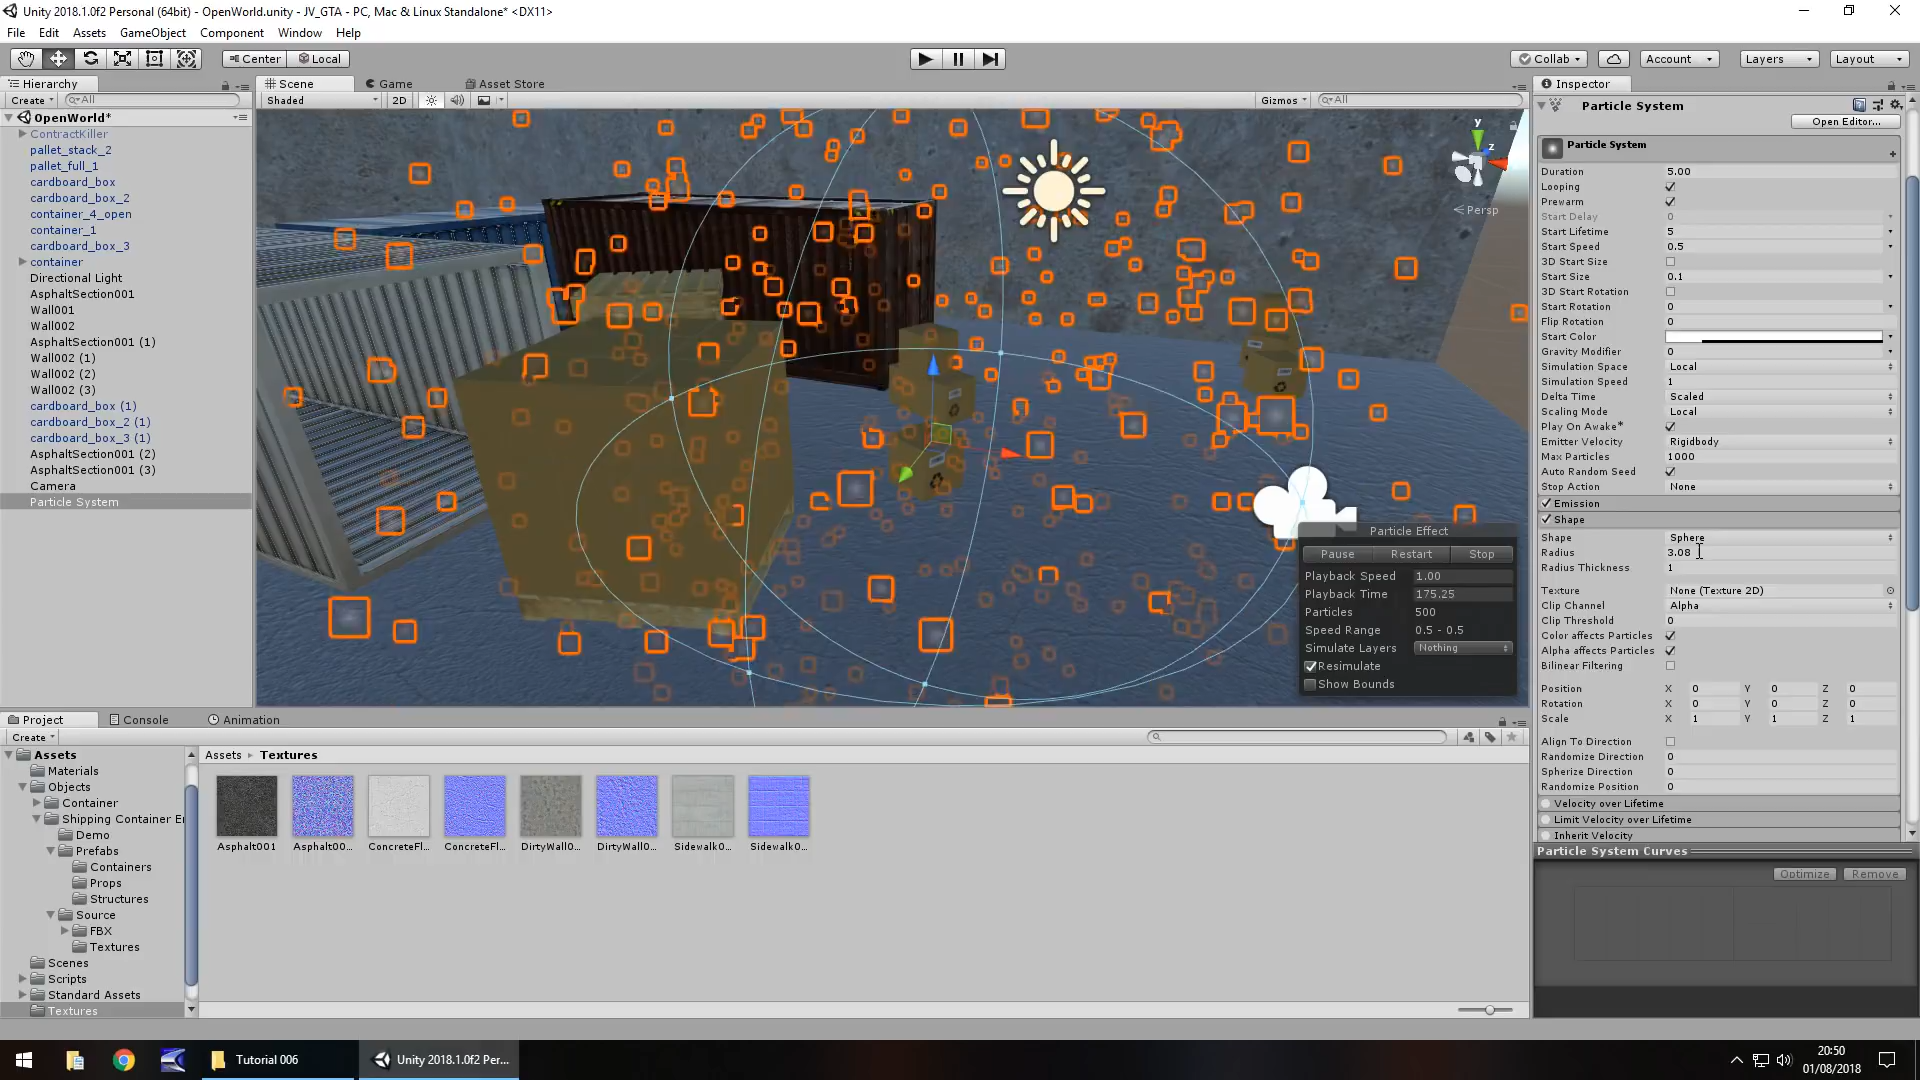 Unity 2018.1.0f2 Personal (64bit) - OpenWorld.unity - JV_GTA - PC, Mac & Linux Standalone* <DX11>
File Edit Assets GameObject Component Window Help
Center Local Collab Account Layers Layout
Hierarchy
Create All
OpenWorld*
ContractKiller
pallet_stack_2
pallet_full_1
cardboard_box
cardboard_box_2
container_4_open
container_1
cardboard_box_3
container
Directional Light
AsphaltSection001
Wall001
Wall002
AsphaltSection001 (1)
Wall002 (1)
Wall002 (2)
Wall002 (3)
cardboard_box (1)
cardboard_box_2 (1)
cardboard_box_3 (1)
AsphaltSection001 (2)
AsphaltSection001 (3)
Camera
Particle System
Scene Game Asset Store
Shaded 2D Gizmos All
y
z
Persp
Particle Effect
Pause Restart Stop
Playback Speed 1.00
Playback Time 175.25
Particles 500
Speed Range 0.5 - 0.5
Simulate Layers Nothing
Resimulate
Show Bounds
Inspector
Particle System
Open Editor...
Particle System
Duration 5.00
Looping
Prewarm
Start Delay 0
Start Lifetime 5
Start Speed 0.5
3D Start Size
Start Size 0.1
3D Start Rotation
Start Rotation 0
Flip Rotation 0
Start Color
Gravity Modifier 0
Simulation Space Local
Simulation Speed 1
Delta Time Scaled
Scaling Mode Local
Play On Awake*
Emitter Velocity Rigidbody
Max Particles 1000
Auto Random Seed
Stop Action None
Emission
Shape
Shape Sphere
Radius 3.08
Radius Thickness 1
Texture None (Texture 2D)
Clip Channel Alpha
Clip Threshold 0
Color affects Particles
Alpha affects Particles
Bilinear Filtering
Position X 0 Y 0 Z 0
Rotation X 0 Y 0 Z 0
Scale X 1 Y 1 Z 1
Align To Direction
Randomize Direction 0
Spherize Direction 0
Randomize Position 0
Velocity over Lifetime
Limit Velocity over Lifetime
Inherit Velocity
Particle System Curves
Optimize Remove
Project Console Animation
Create
Assets
Materials
Objects
Container
Shipping Container Er
Demo
Prefabs
Containers
Props
Structures
Source
FBX
Textures
Scenes
Scripts
Standard Assets
Textures
Assets Textures
Asphalt001 Asphalt00... ConcreteFl... ConcreteFl... DirtyWall0... DirtyWall0... Sidewalk0... Sidewalk0...
Tutorial 006 Unity 2018.1.0f2 Per...
20:50
01/08/2018